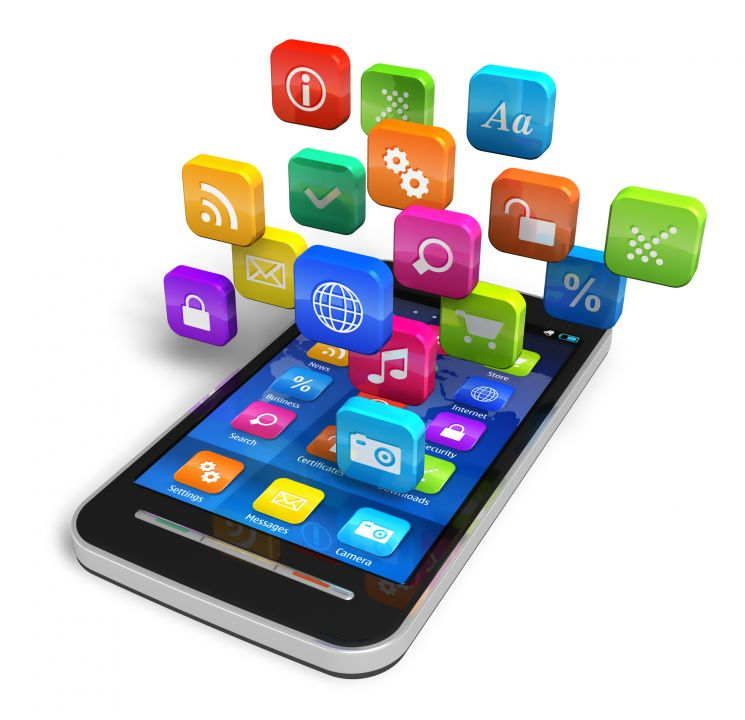 Aa
%
News
Store
%
Business
Internet
Search
Certificates
Security
Downloads
Settings
Messages
Camera